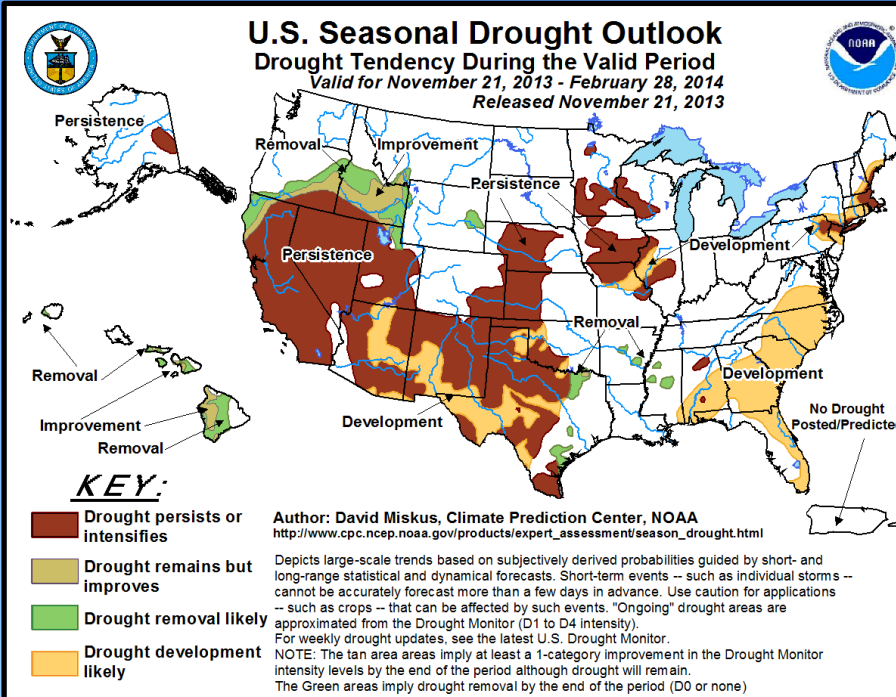 U.S. Seasonal Drought Outlook
Drought Tendency During the Valid Period
Valid for November 21, 2013 - February 28, 2014
Released November 21, 2013
DEPARTMENT OF COMMERCE
UNITED STATES OF AMERICA
NOAA
Persistence
Removal
Improvement
Persistence
Persistence
Development
Removal
Removal
Development
Improvement
Removal
Development
No Drought
Posted/Predicted
KEY:
Drought persists or
intensifies
Drought remains but
improves
Drought removal likely
Drought development
likely
Author: David Miskus, Climate Prediction Center, NOAA
http://www.cpc.ncep.noaa.gov/products/expert_assessment/season_drought.html
Depicts large-scale trends based on subjectively derived probabilities guided by short- and
long-range statistical and dynamical forecasts. Short-term events -- such as individual storms --
cannot be accurately forecast more than a few days in advance. Use caution for applications
-- such as crops -- that can be affected by such events. "Ongoing" drought areas are
approximated from the Drought Monitor (D1 to D4 intensity).
For weekly drought updates, see the latest U.S. Drought Monitor.
NOTE: The tan area areas imply at least a 1-category improvement in the Drought Monitor
intensity levels by the end of the period although drought will remain.
The Green areas imply drought removal by the end of the period (D0 or none)